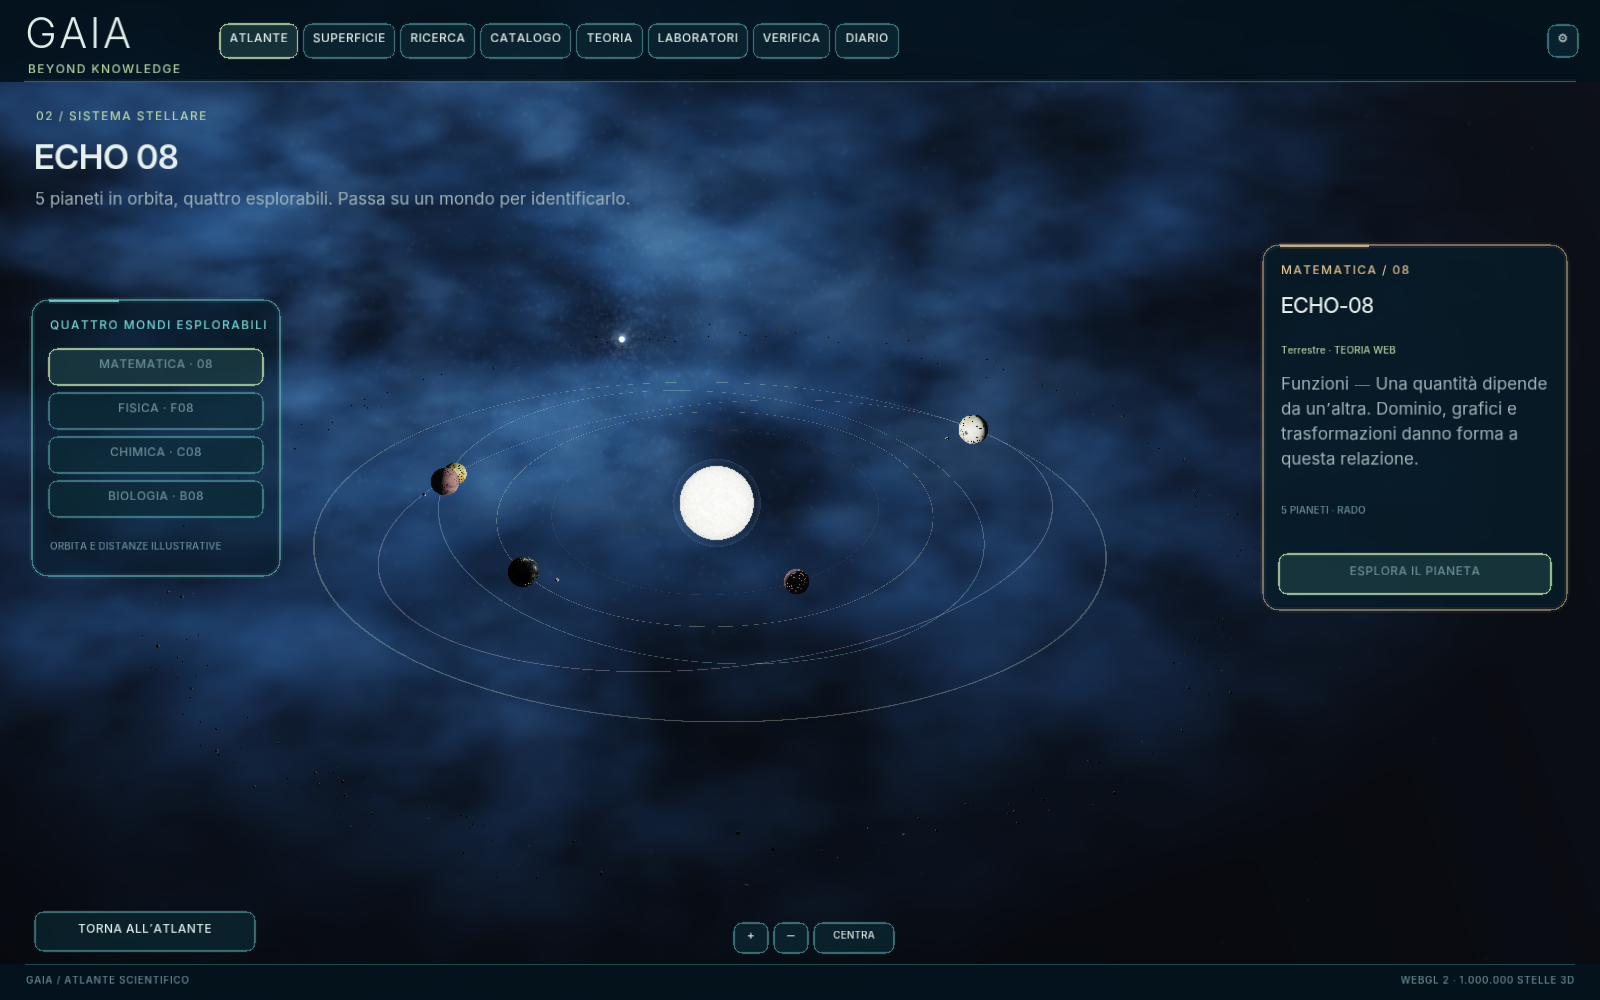 GAIA
BEYOND KNOWLEDGE
ATLANTE
SUPERFICIE
RICERCA
CATALOGO
TEORIA
LABORATORI
VERIFICA
DIARIO
02 / SISTEMA STELLARE
ECHO 08
5 pianeti in orbita, quattro esplorabili. Passa su un mondo per identificarlo.
QUATTRO MONDI ESPLORABILI
MATEMATICA · 08
FISICA · F08
CHIMICA · C08
BIOLOGIA · B08
ORBITA E DISTANZE ILLUSTRATIVE
MATEMATICA / 08
ECHO-08
Terrestre · TEORIA WEB
Funzioni — Una quantità dipende
da un’altra. Dominio, grafici e
trasformazioni danno forma a
questa relazione.
5 PIANETI · RADO
ESPLORA IL PIANETA
TORNA ALL’ATLANTE
+
—
CENTRA
GAIA / ATLANTE SCIENTIFICO
WEBGL 2 · 1.000.000 STELLE 3D